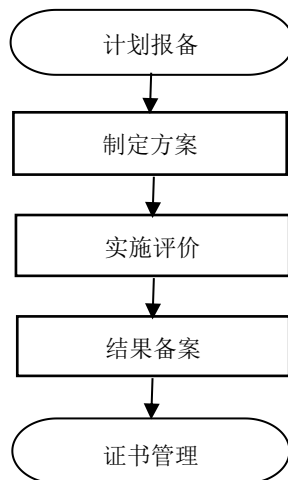 计划报备
制定方案
实施评价
结果备案
证书管理